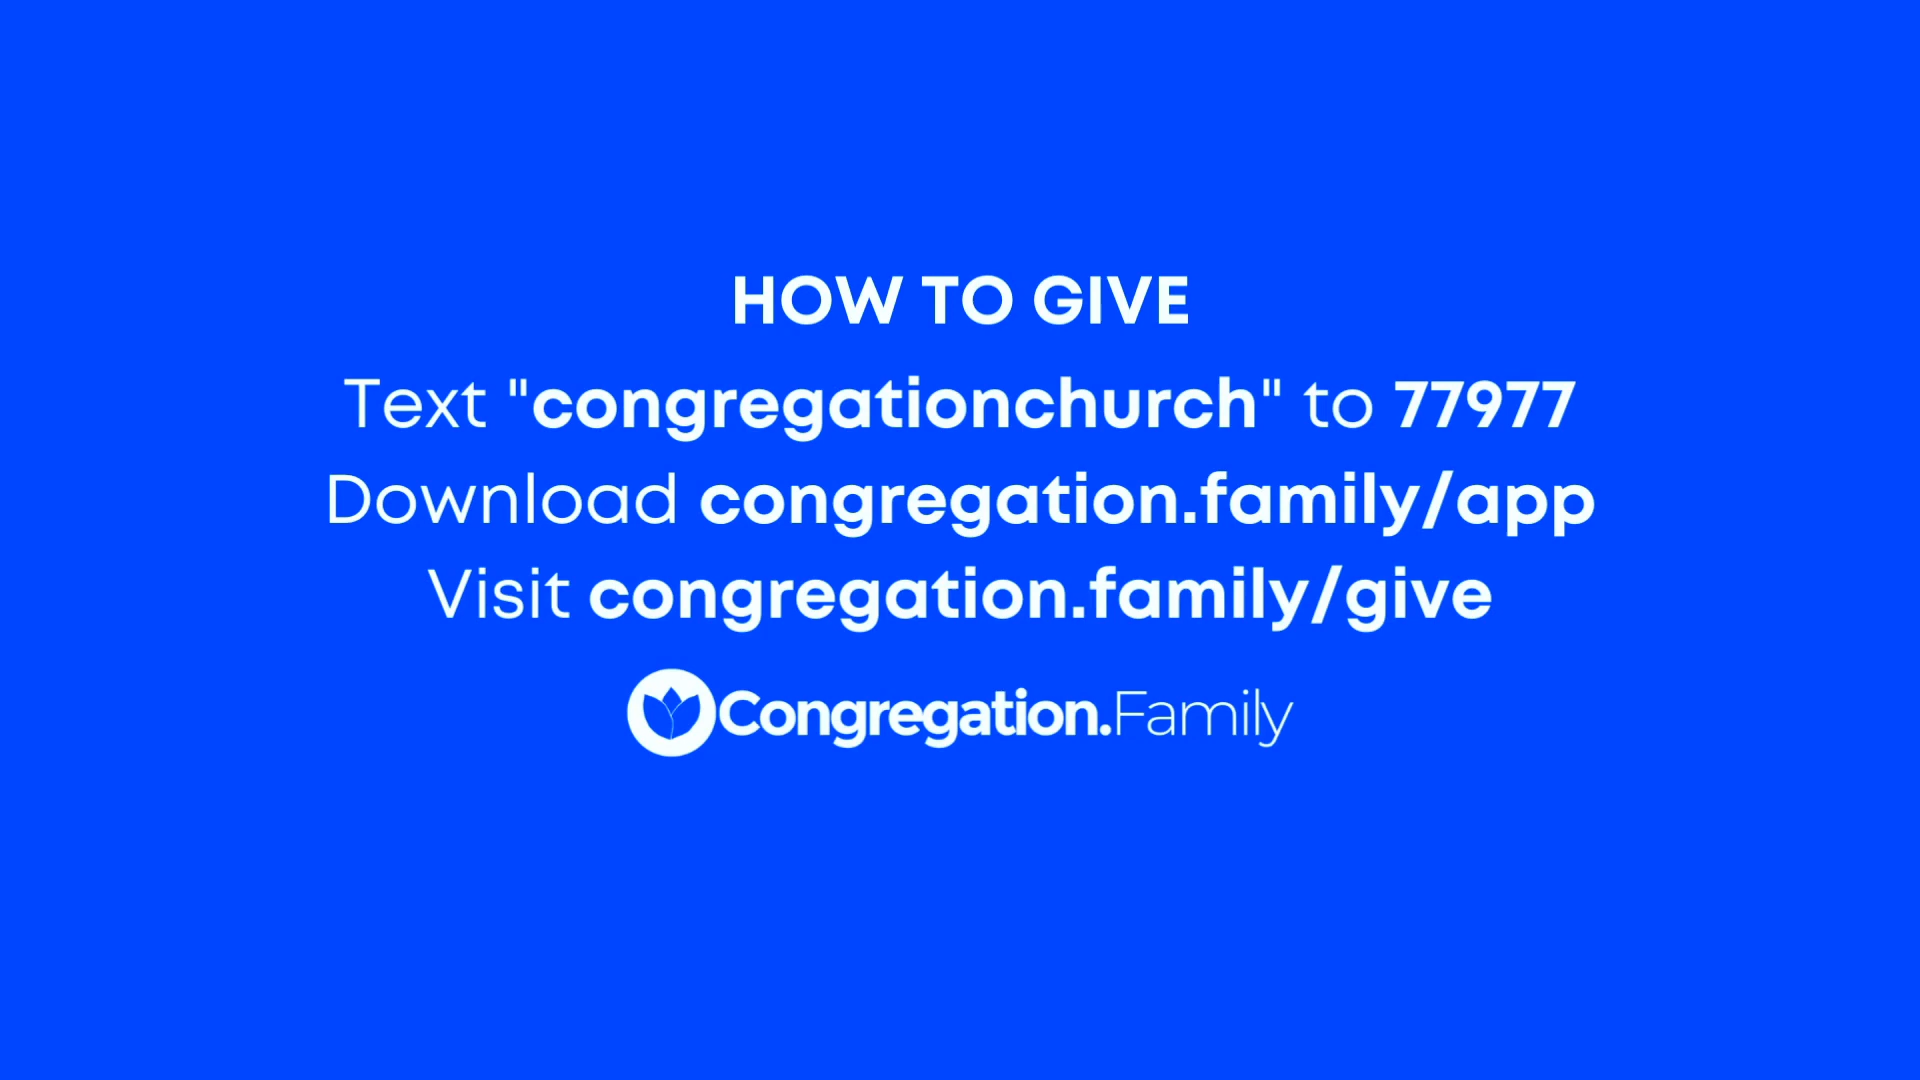 HOW TO GIVE
Text "congregationchurch" to 77977
Download congregation.family/app
Visit congregation.family/give
Congregation.Family